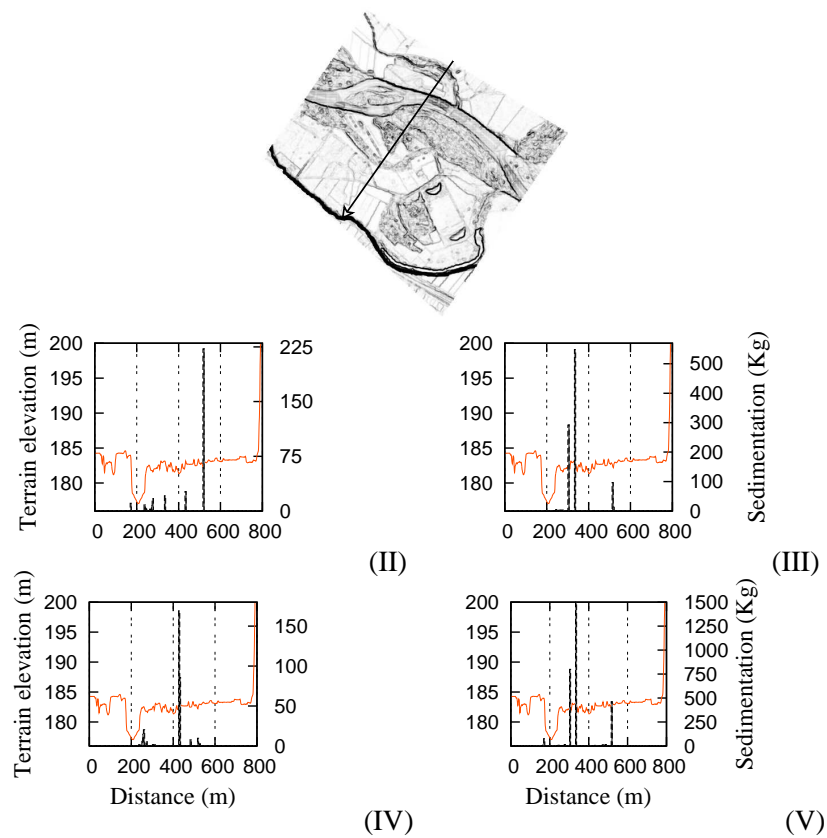 200
195
190
185
180
0 200 400 600 800
Terrain elevation (m)
225
150
75
0
(II)
200
195
190
185
180
0 200 400 600 800
500
400
300
200
100
0
Sedimentation (Kg)
(III)
200
195
190
185
180
0 200 400 600 800
Terrain elevation (m)
150
100
50
0
Distance (m)
(IV)
200
195
190
185
180
0 200 400 600 800
1500
1250
1000
750
500
250
0
Sedimentation (Kg)
Distance (m)
(V)